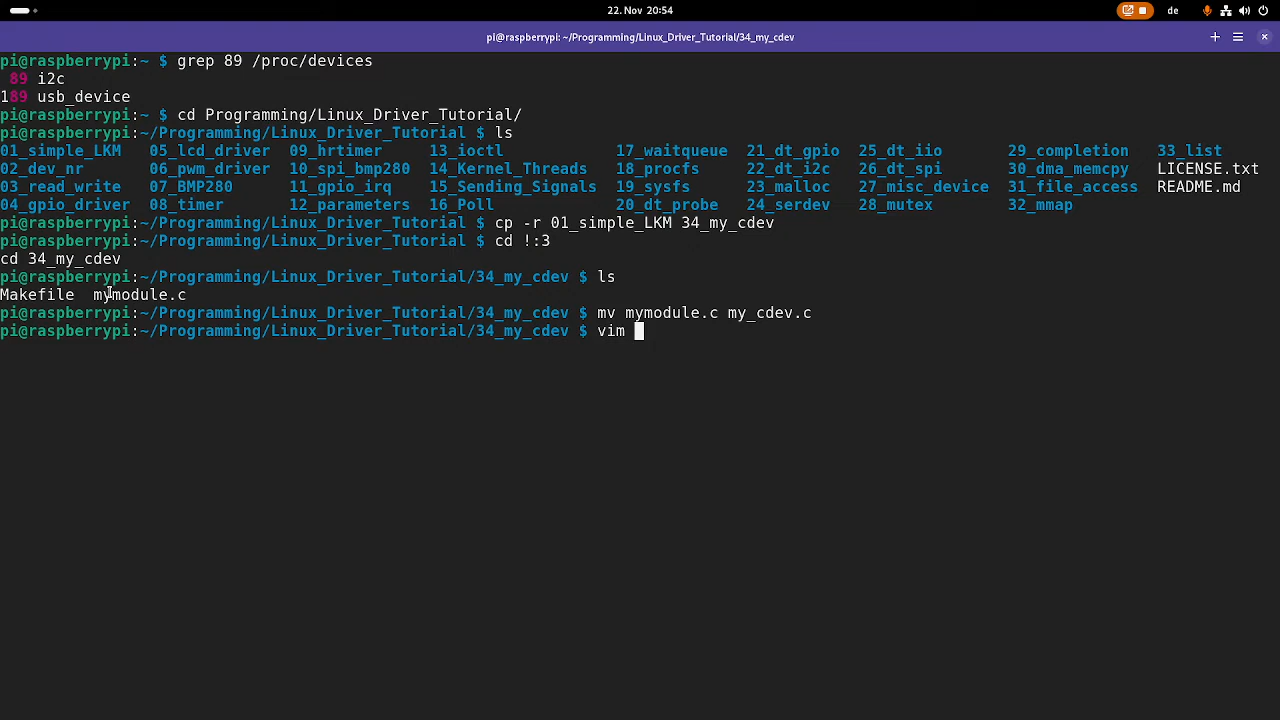 22. Nov 20:54
de
pi@raspberrypi: ~/Programming/Linux_Driver_Tutorial/34_my_cdev
pi@raspberrypi:~ $ grep 89 /proc/devices
 89 i2c
189 usb_device
pi@raspberrypi:~ $ cd Programming/Linux_Driver_Tutorial/
pi@raspberrypi:~/Programming/Linux_Driver_Tutorial $ ls
01_simple_LKM   05_lcd_driver  09_hrtimer     13_ioctl            17_waitqueue  21_dt_gpio  25_dt_iio       29_completion   33_list
02_dev_nr       06_pwm_driver  10_spi_bmp280  14_Kernel_Threads   18_procfs     22_dt_i2c   26_dt_spi       30_dma_memcpy   LICENSE.txt
03_read_write   07_BMP280      11_gpio_irq    15_Sending_Signals  19_sysfs      23_malloc   27_misc_device  31_file_access  README.md
04_gpio_driver  08_timer       12_parameters  16_Poll             20_dt_probe   24_serdev   28_mutex        32_mmap
pi@raspberrypi:~/Programming/Linux_Driver_Tutorial $ cp -r 01_simple_LKM 34_my_cdev
pi@raspberrypi:~/Programming/Linux_Driver_Tutorial $ cd !:3
cd 34_my_cdev
pi@raspberrypi:~/Programming/Linux_Driver_Tutorial/34_my_cdev $ ls
Makefile  mymodule.c
pi@raspberrypi:~/Programming/Linux_Driver_Tutorial/34_my_cdev $ mv mymodule.c my_cdev.c
pi@raspberrypi:~/Programming/Linux_Driver_Tutorial/34_my_cdev $ vim